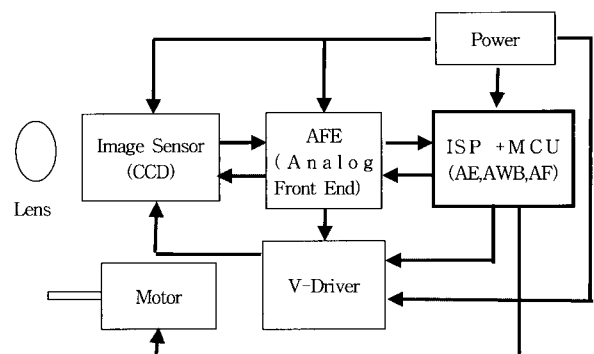 Power
Image Sensor
(CCD)
AFE
(Analog
Front End)
ISP +MCU
(AE,AWB,AF)
Lens
V-Driver
Motor